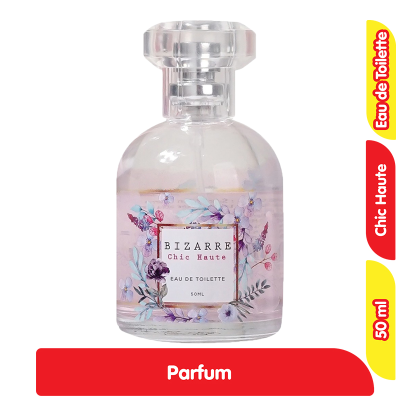 BIZARRE
Chic Haute
EAU DE TOILETTE
50ML
Eau de Toilette
Chic Haute
50 ml
Parfum